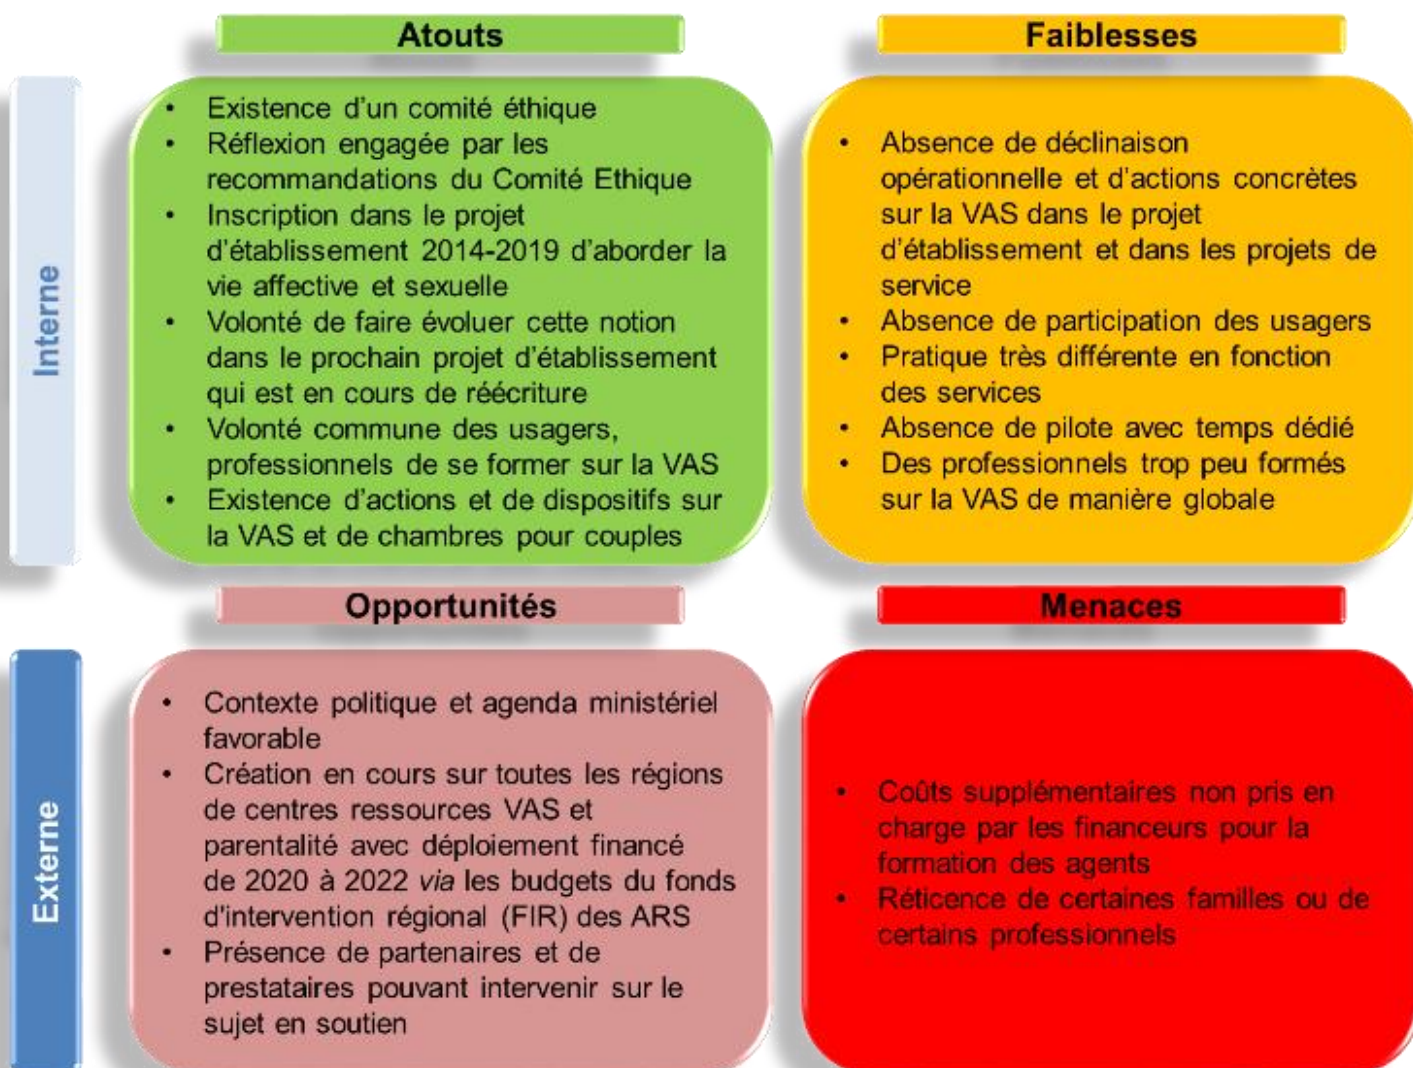 Atouts
Faiblesses
Interne
• Existence d'un comité éthique
• Réflexion engagée par les
recommandations du Comité Ethique
• Inscription dans le projet
d'établissement 2014-2019 d'aborder la
vie affective et sexuelle
• Volonté de faire évoluer cette notion
dans le prochain projet d'établissement
qui est en cours de réécriture
• Volonté commune des usagers,
professionnels de se former sur la VAS
• Existence d'actions et de dispositifs sur
la VAS et de chambres pour couples
• Absence de déclinaison
opérationnelle et d'actions concrètes
sur la VAS dans le projet
d'établissement et dans les projets de
service
• Absence de participation des usagers
• Pratique très différente en fonction
des services
• Absence de pilote avec temps dédié
• Des professionnels trop peu formés
sur la VAS de manière globale
Opportunités
Menaces
Externe
• Contexte politique et agenda ministériel
favorable
• Création en cours sur toutes les régions
de centres ressources VAS et
parentalité avec déploiement financé
de 2020 à 2022 via les budgets du fonds
d'intervention régional (FIR) des ARS
• Présence de partenaires et de
prestataires pouvant intervenir sur le
sujet en soutien
• Coûts supplémentaires non pris en
charge par les financeurs pour la
formation des agents
• Réticence de certaines familles ou de
certains professionnels